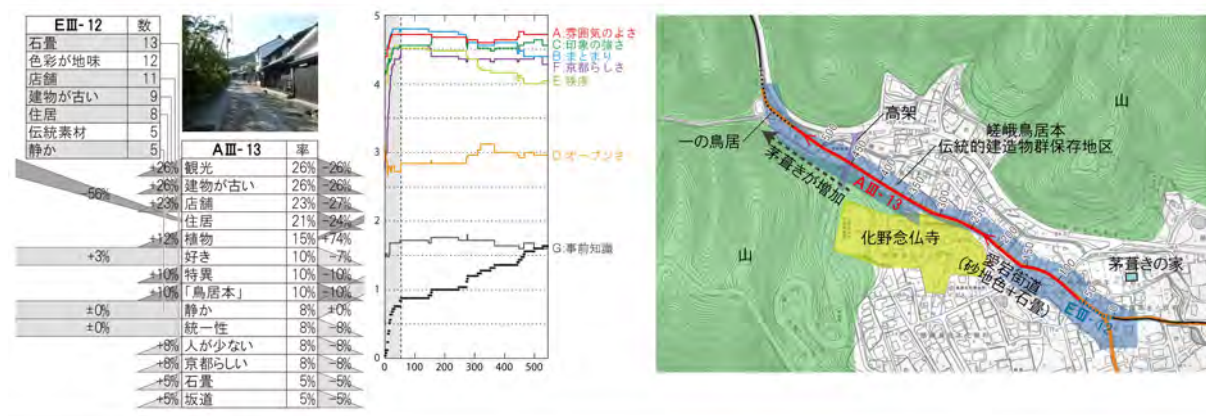 EⅢ-12 数
石畳 13
色彩が地味 12
店舗 11
建物が古い 9
住居 8
伝統素材 5
静か 5
AⅢ-13 率
+26% 観光 26% -26%
+26% 建物が古い 26% -26%
+23% 店舗 23% -27%
-56%
住居 21% -24%
+12% 植物 15% +74%
+3% 好き 10% -7%
+10% 特異 10% -10%
+10% 「鳥居本」 10% -10%
±0% 静か 8% ±0%
±0% 統一性 8% -8%
+8% 人が少ない 8% -8%
+8% 京都らしい 8% -8%
+5% 石畳 5% -5%
+5% 坂道 5% -5%
5
4
3
2
1
0
0 100 200 300 400 500
A.雰囲気のよさ
C.印象の強さ
B.まとまり
F.京都らしさ
E.秩序
D.オープンさ
G.事前知識
山
高架
一の鳥居
嵯峨鳥居本
伝統的建造物群保存地区
茅葺きが増加
AⅢ-13
化野念仏寺
山
愛宕街道
(砂地色+石畳)
茅葺きの家
EⅢ-12